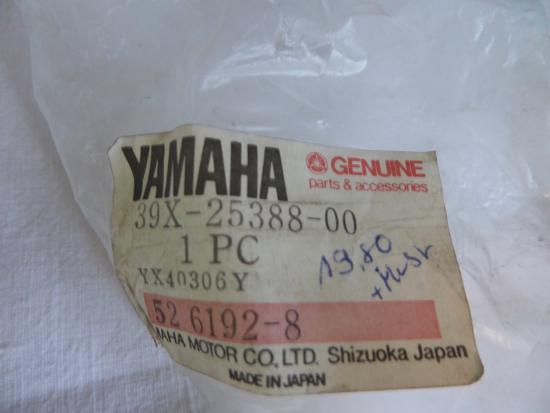 YAMAHA
GENUINE
parts & accessories
39X-25388-00
1 PC
YX40306Y
19,80
+ MwSt.
52 6192-8
MAHA MOTOR CO., LTD. Shizuoka Japan
MADE IN JAPAN